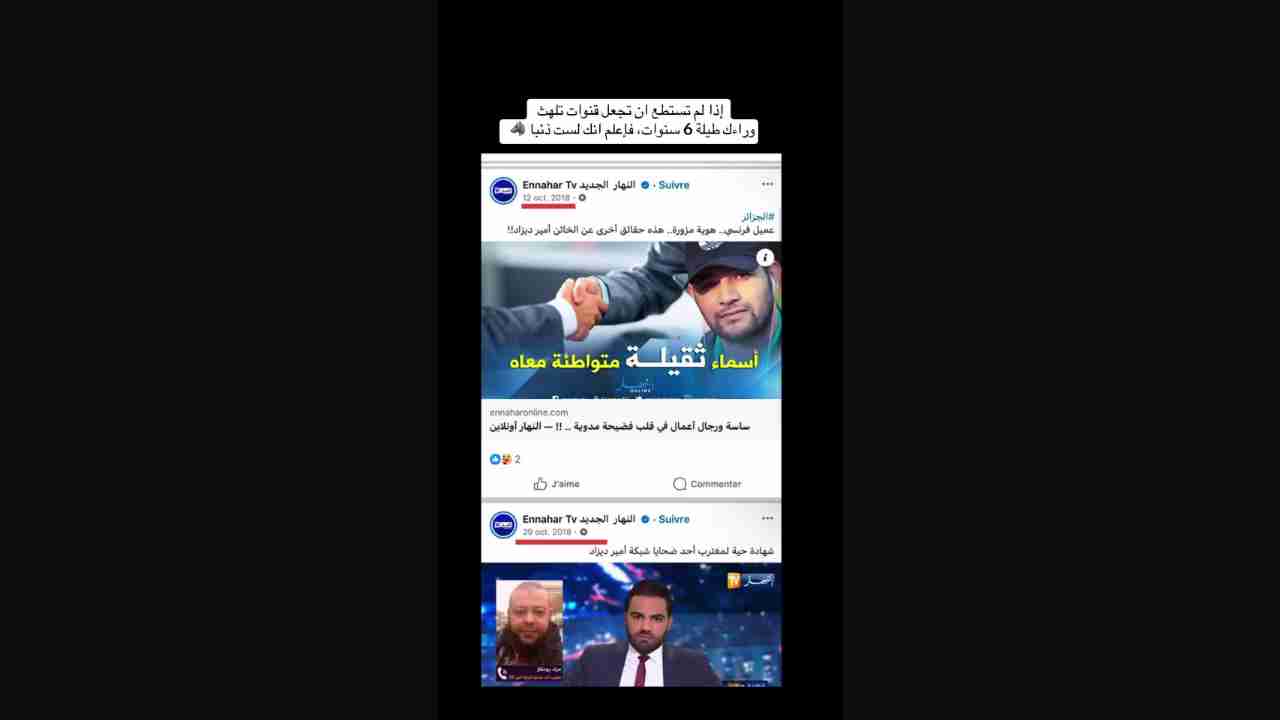 إذا لم تستطع ان تجعل قنوات تلهث
وراءك طيلة 6 سنوات، فإعلم انك لست ذئبا 🐺
Ennahar Tv النهار الجديد · Suivre
12 oct. 2018 ·
#الجزائر
عميل فرنسي.. هوية مزورة.. هذه حقائق أخرى عن الخائن أمير ديزاد!!
أسماء ثقيلة متواطئة معاه
ennaharonline.com
ساسة ورجال أعمال في قلب فضيحة مدوية .. !! — النهار أونلاين
2
J'aime
Commenter
Ennahar Tv النهار الجديد · Suivre
29 oct. 2018 ·
شهادة حية لمغترب أحد ضحايا شبكة أمير ديزاد
النهار TV